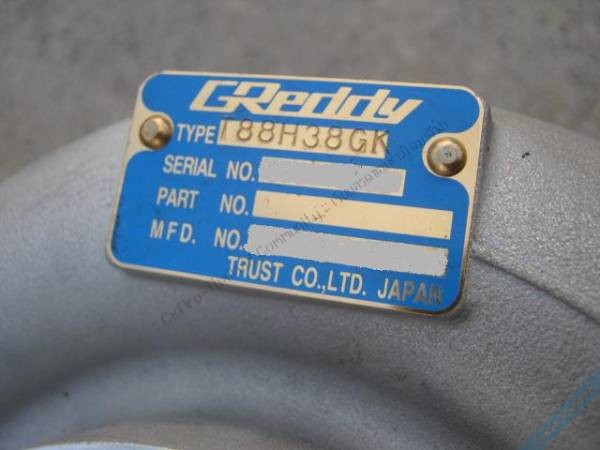 GReddy
TYPE T88H38GK
SERIAL NO.
PART NO.
MFD. NO.
TRUST CO.,LTD. JAPAN